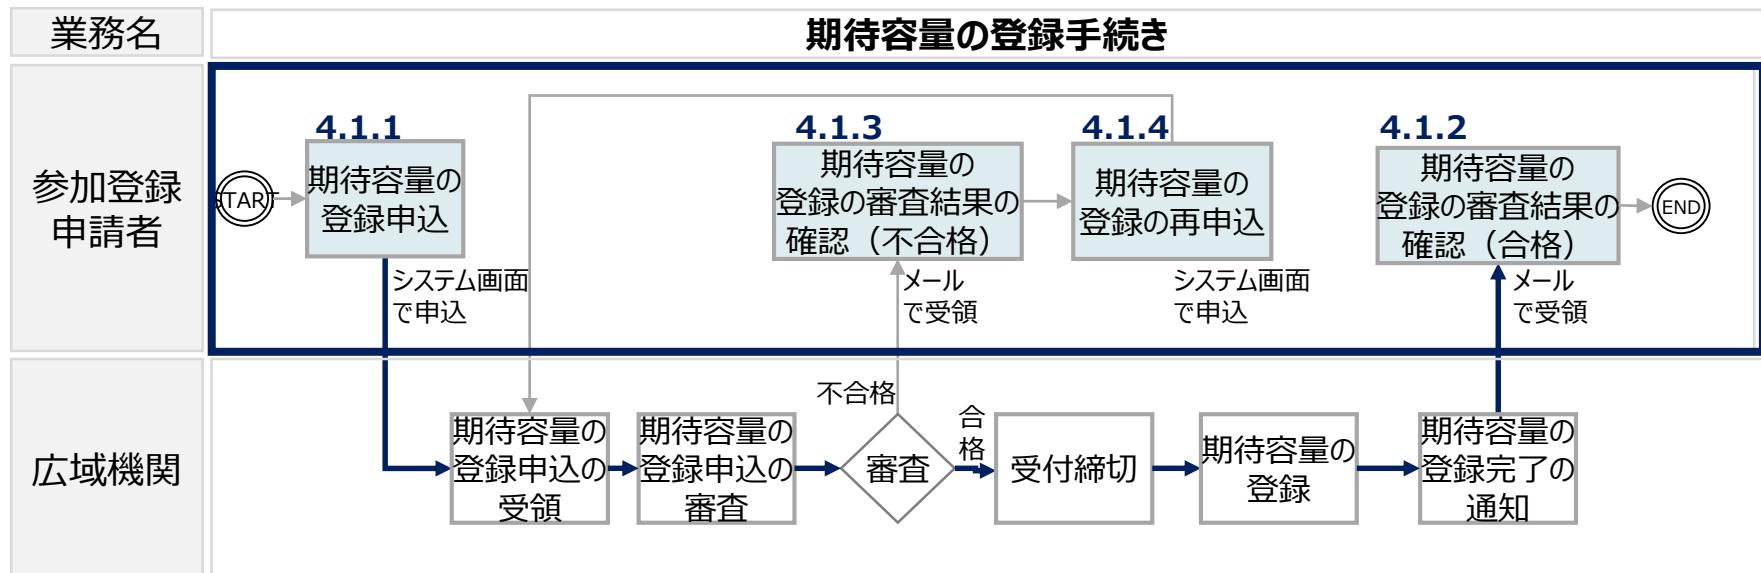 業務名
期待容量の登録手続き
参加登録
申請者
START
4.1.1
期待容量の
登録申込
システム画面
で申込
4.1.3
期待容量の
登録の審査結果の
確認（不合格）
メール
で受領
4.1.4
期待容量の
登録の再申込
システム画面
で申込
4.1.2
期待容量の
登録の審査結果の
確認（合格）
メール
で受領
END
広域機関
期待容量の
登録申込の
受領
期待容量の
登録申込の
審査
審査
不合格
合
格
受付締切
期待容量の
登録
期待容量の
登録完了の
通知